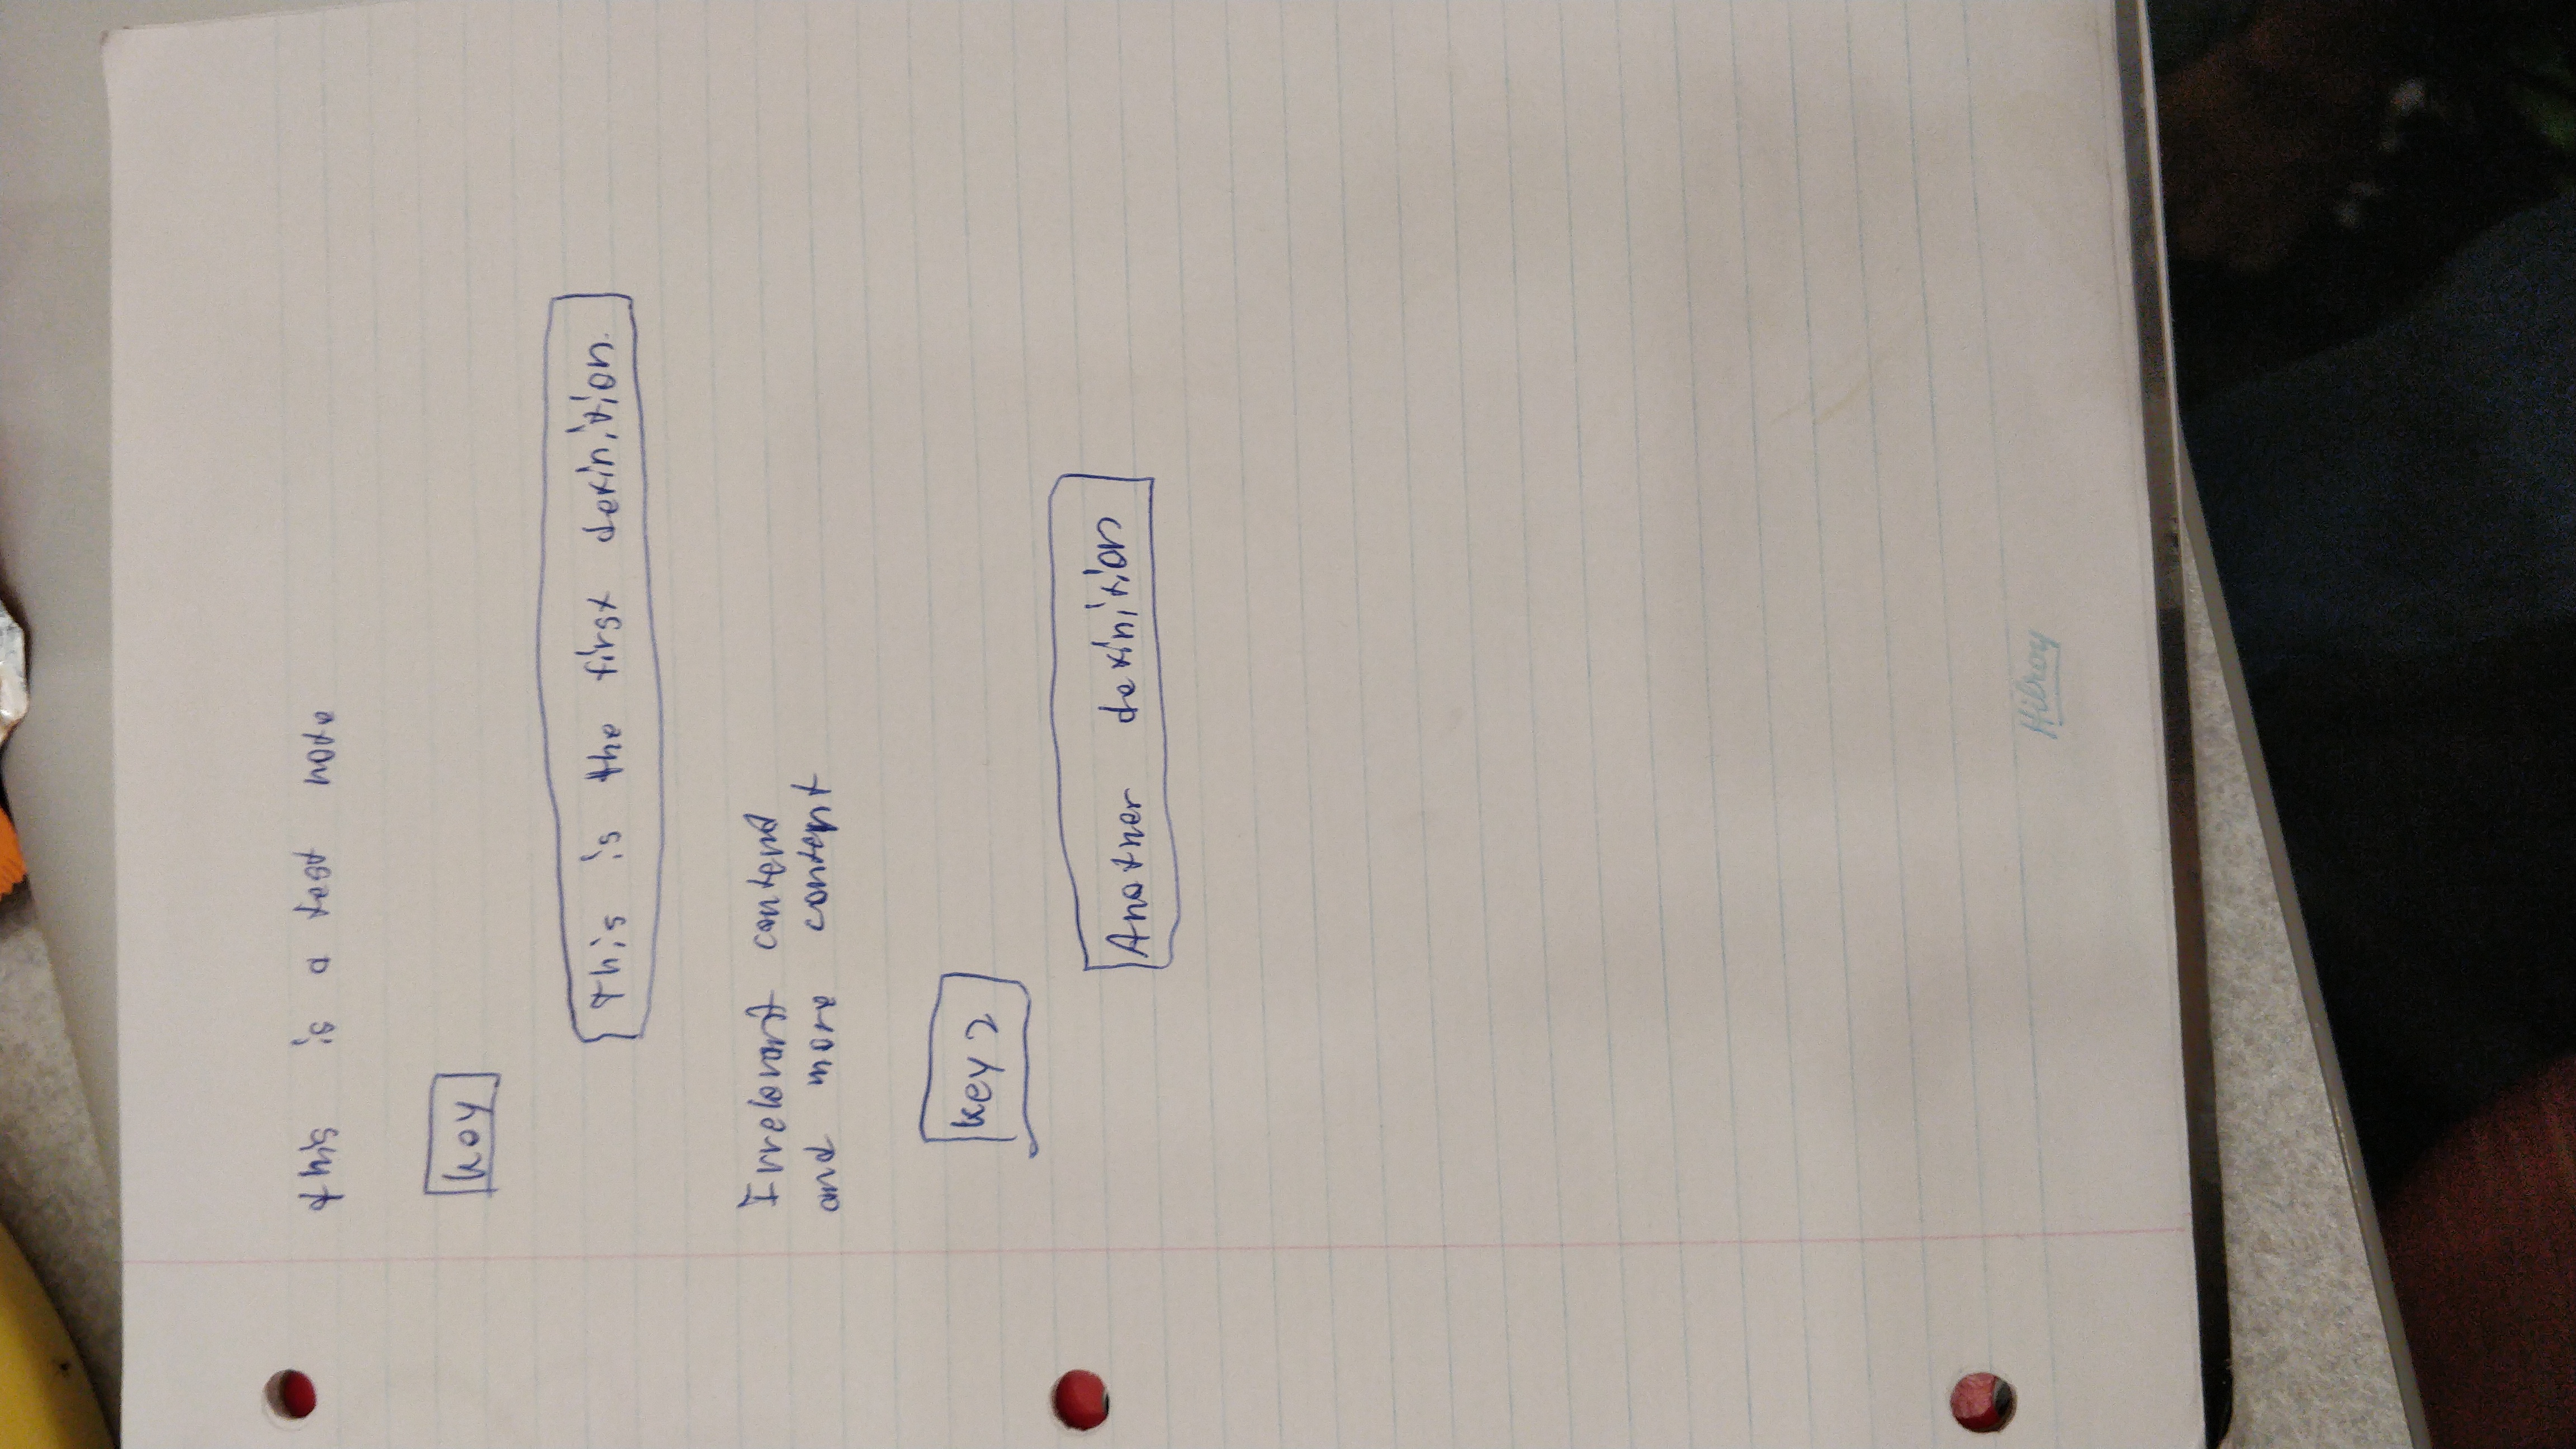 this is a test note
key
This is the first definition.
Irrelevant content
and more content
key 2
Another definition
Hilroy